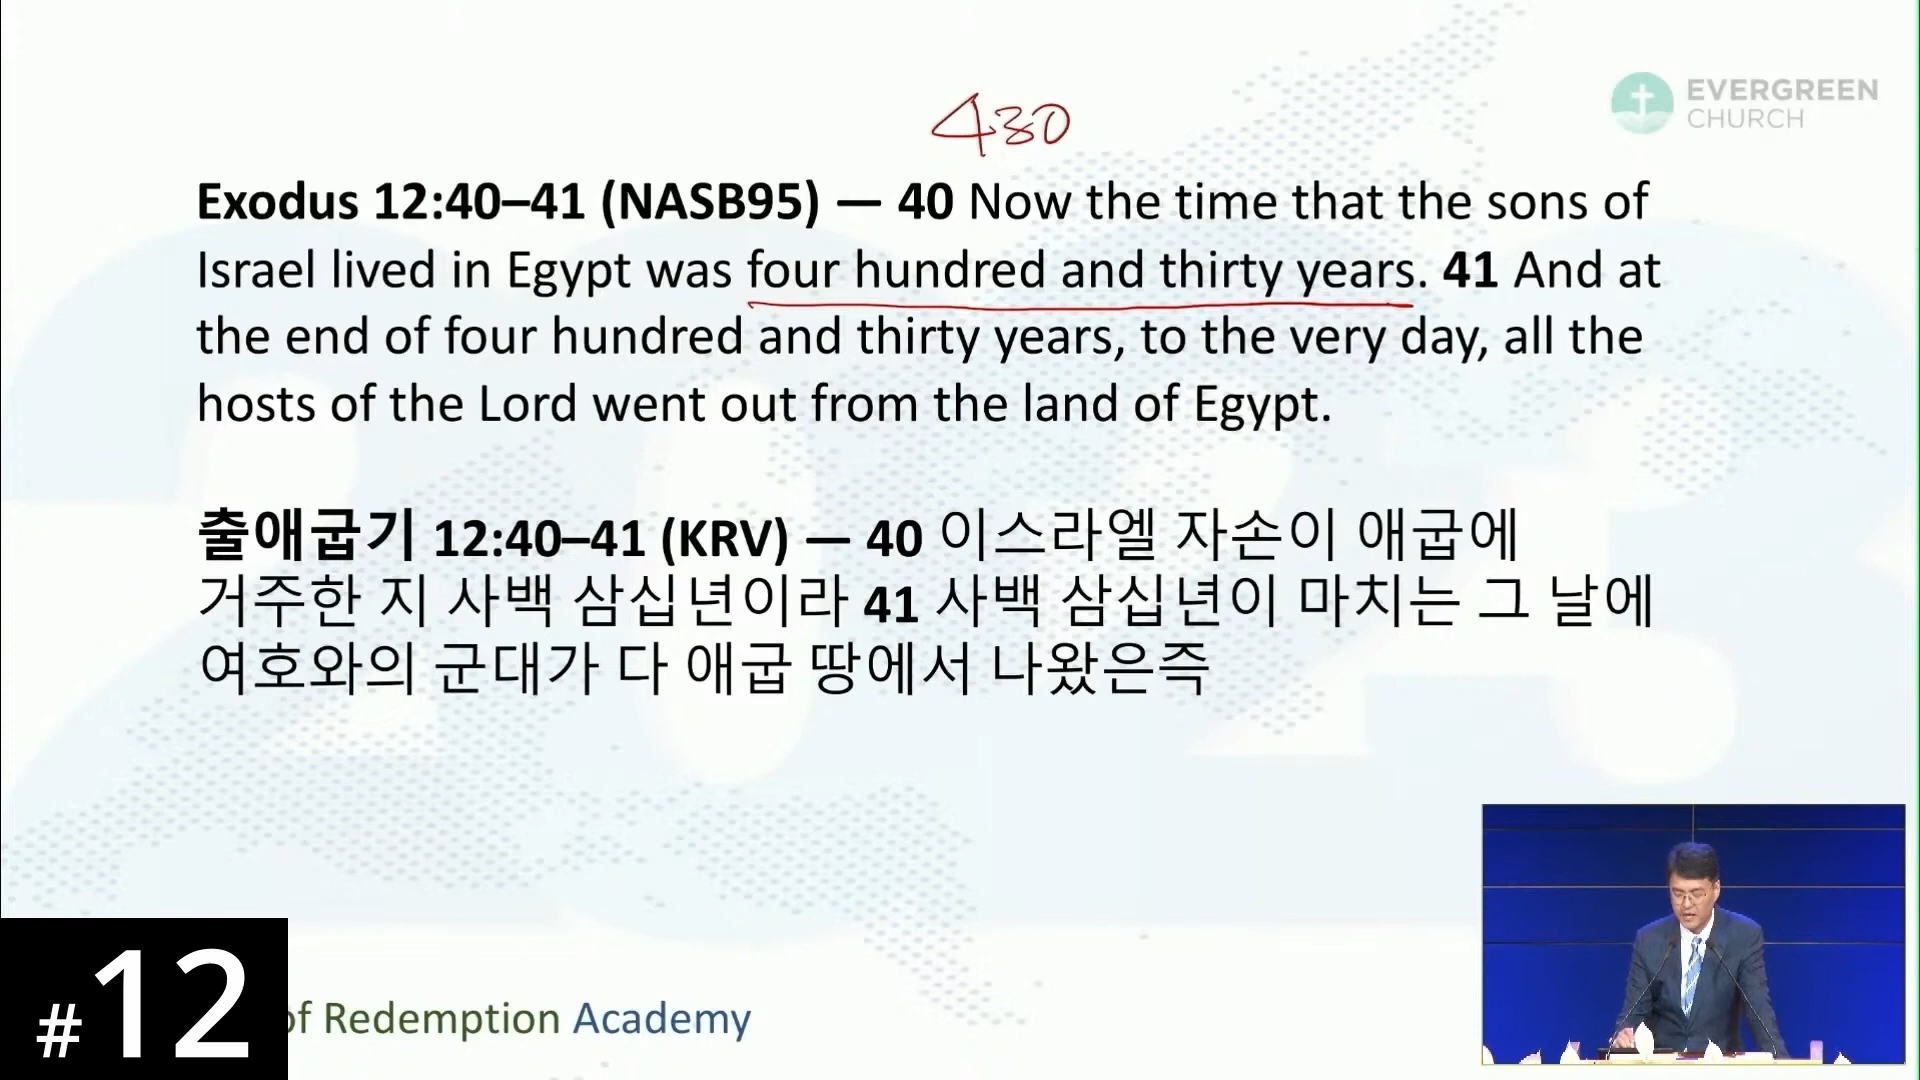 EVERGREEN
CHURCH
430
Exodus 12:40–41 (NASB95) — 40 Now the time that the sons of
Israel lived in Egypt was four hundred and thirty years. 41 And at
the end of four hundred and thirty years, to the very day, all the
hosts of the Lord went out from the land of Egypt.
출애굽기 12:40–41 (KRV) — 40 이스라엘 자손이 애굽에
거주한 지 사백 삼십년이라 41 사백 삼십년이 마치는 그 날에
여호와의 군대가 다 애굽 땅에서 나왔은즉
#12
of Redemption Academy